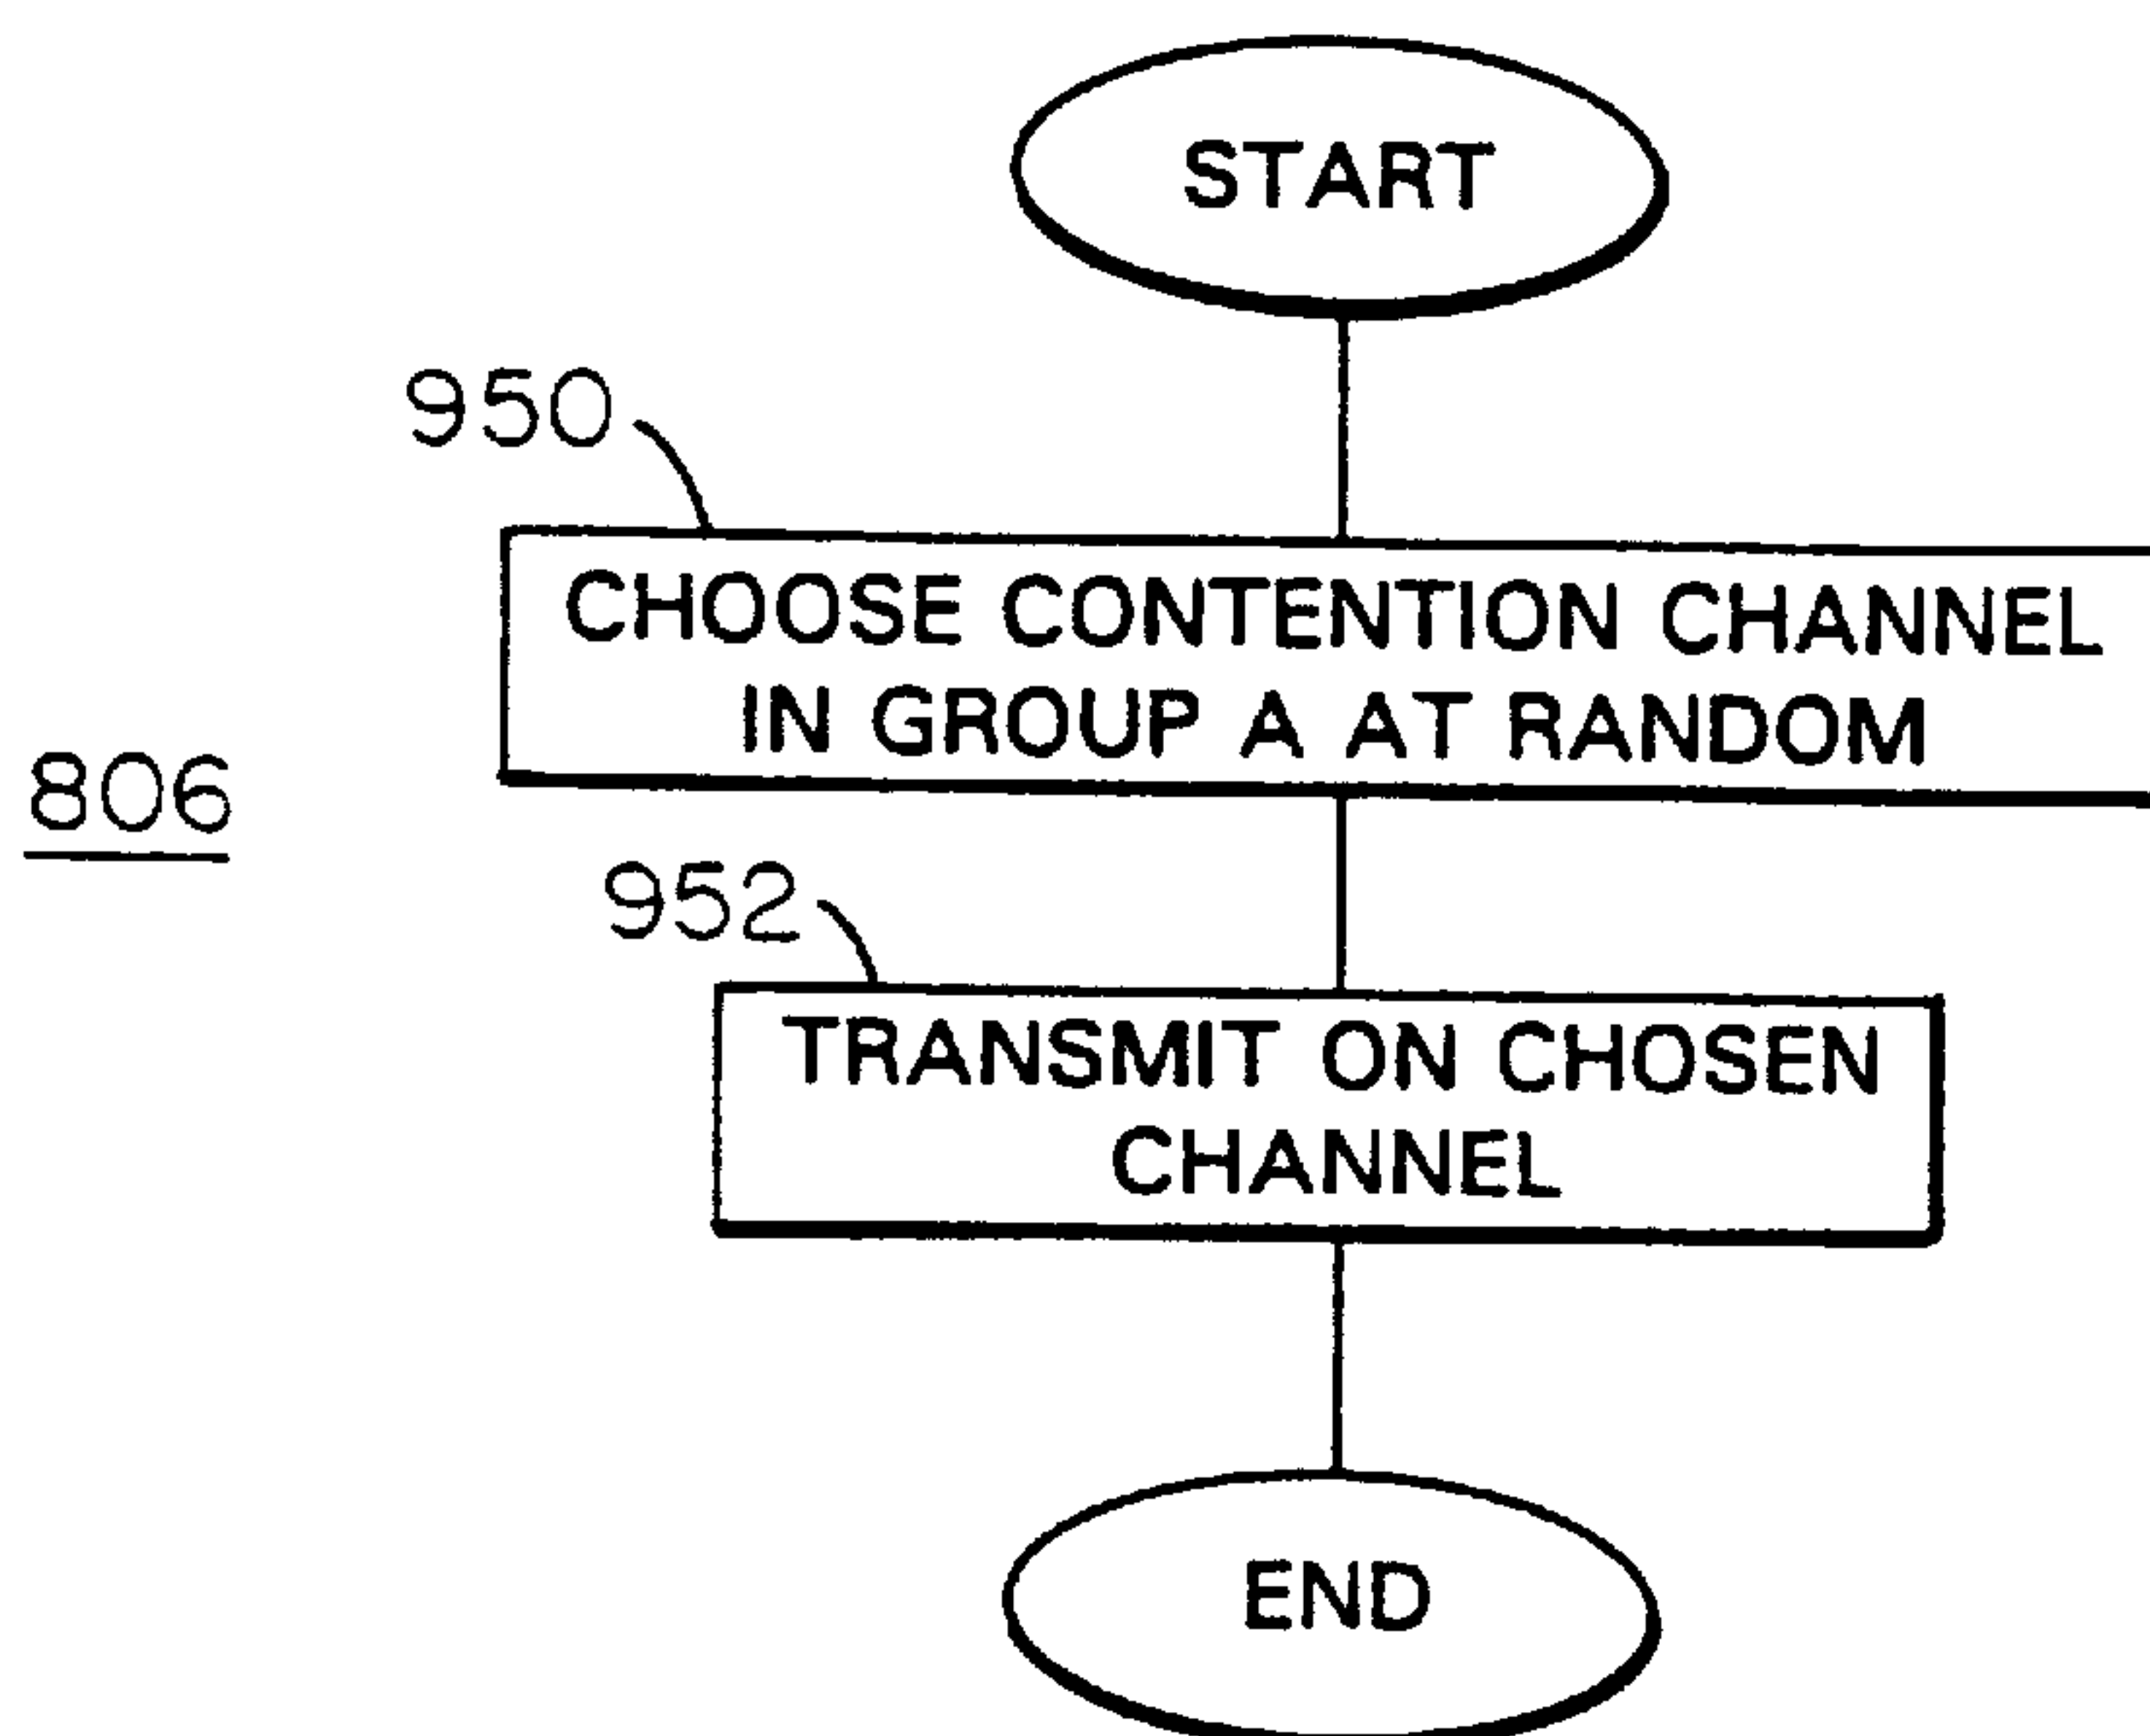 START
950
CHOOSE CONTENTION CHANNEL
IN GROUP A AT RANDOM
806
952
TRANSMIT ON CHOSEN
CHANNEL
END